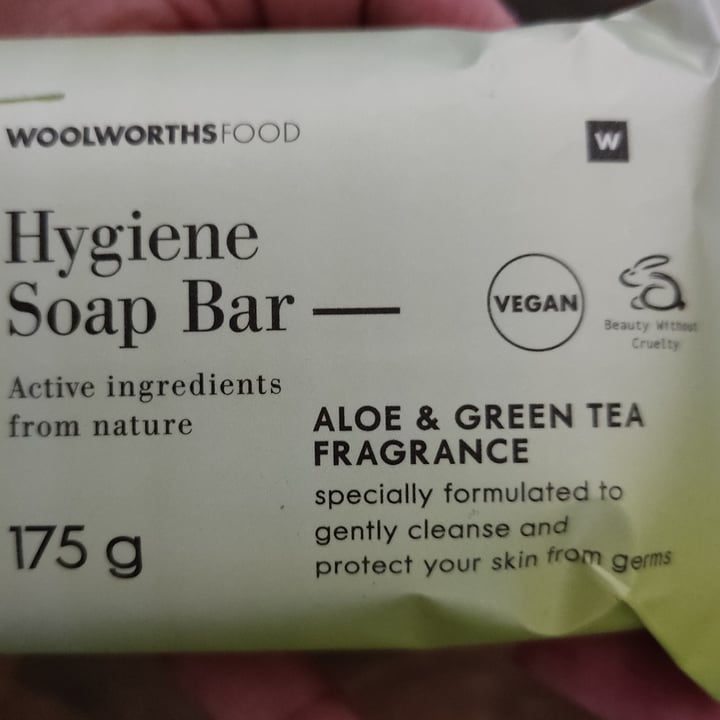 WOOLWORTHSFOOD
W
Hygiene
Soap Bar —
VEGAN
Beauty Without
Cruelty
Active ingredients
from nature
ALOE & GREEN TEA
FRAGRANCE
specially formulated to
gently cleanse and
protect your skin from germs
175 g